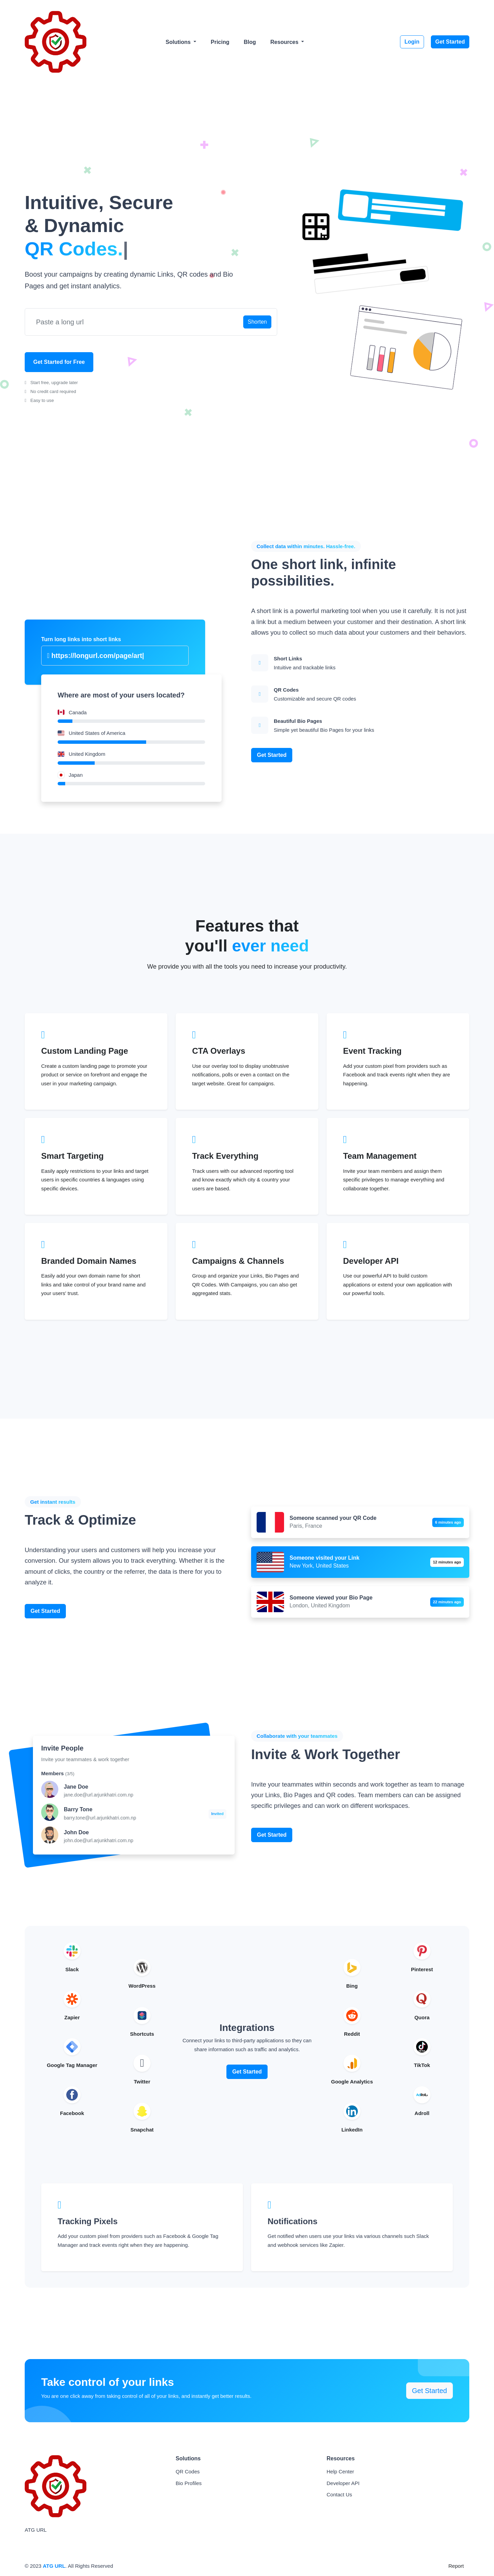 Solutions
Pricing
Blog
Resources
Login
Get Started
Intuitive, Secure
& Dynamic
QR Codes.|
Boost your campaigns by creating dynamic Links, QR codes and Bio
Pages and get instant analytics.
Paste a long url
Shorten
Get Started for Free
Start free, upgrade later
No credit card required
Easy to use
Collect data within minutes. Hassle-free.
One short link, infinite
possibilities.
A short link is a powerful marketing tool when you use it carefully. It is not just
a link but a medium between your customer and their destination. A short link
allows you to collect so much data about your customers and their behaviors.
Short Links
Intuitive and trackable links
QR Codes
Customizable and secure QR codes
Beautiful Bio Pages
Simple yet beautiful Bio Pages for your links
Get Started
Turn long links into short links
https://longurl.com/page/art|
Where are most of your users located?
Canada
United States of America
United Kingdom
Japan
Features that
you'll ever need
We provide you with all the tools you need to increase your productivity.
Custom Landing Page
Create a custom landing page to promote your
product or service on forefront and engage the
user in your marketing campaign.
CTA Overlays
Use our overlay tool to display unobtrusive
notifications, polls or even a contact on the
target website. Great for campaigns.
Event Tracking
Add your custom pixel from providers such as
Facebook and track events right when they are
happening.
Smart Targeting
Easily apply restrictions to your links and target
users in specific countries & languages using
specific devices.
Track Everything
Track users with our advanced reporting tool
and know exactly which city & country your
users are based.
Team Management
Invite your team members and assign them
specific privileges to manage everything and
collaborate together.
Branded Domain Names
Easily add your own domain name for short
links and take control of your brand name and
your users' trust.
Campaigns & Channels
Group and organize your Links, Bio Pages and
QR Codes. With Campaigns, you can also get
aggregated stats.
Developer API
Use our powerful API to build custom
applications or extend your own application with
our powerful tools.
Get instant results
Track & Optimize
Understanding your users and customers will help you increase your
conversion. Our system allows you to track everything. Whether it is the
amount of clicks, the country or the referrer, the data is there for you to
analyze it.
Get Started
Someone scanned your QR Code
Paris, France
5 minutes ago
Someone visited your Link
New York, United States
12 minutes ago
Someone viewed your Bio Page
London, United Kingdom
22 minutes ago
Invite People
Invite your teammates & work together
Members (3/5)
Jane Doe
jane.doe@url.arjunkhatri.com.np
Barry Tone
barry.tone@url.arjunkhatri.com.np
Invited
John Doe
john.doe@url.arjunkhatri.com.np
Collaborate with your teammates
Invite & Work Together
Invite your teammates within seconds and work together as team to manage
your Links, Bio Pages and QR codes. Team members can can be assigned
specific privileges and can work on different workspaces.
Get Started
Slack
WordPress
Zapier
Shortcuts
Google Tag Manager
Twitter
Facebook
Snapchat
Integrations
Connect your links to third-party applications so they can
share information such as traffic and analytics.
Get Started
Bing
Pinterest
Reddit
Quora
Google Analytics
TikTok
LinkedIn
Adroll
Tracking Pixels
Add your custom pixel from providers such as Facebook & Google Tag
Manager and track events right when they are happening.
Notifications
Get notified when users use your links via various channels such Slack
and webhook services like Zapier.
Take control of your links
You are one click away from taking control of all of your links, and instantly get better results.
Get Started
ATG URL
Solutions
QR Codes
Bio Profiles
Resources
Help Center
Developer API
Contact Us
© 2023 ATG URL. All Rights Reserved
Report